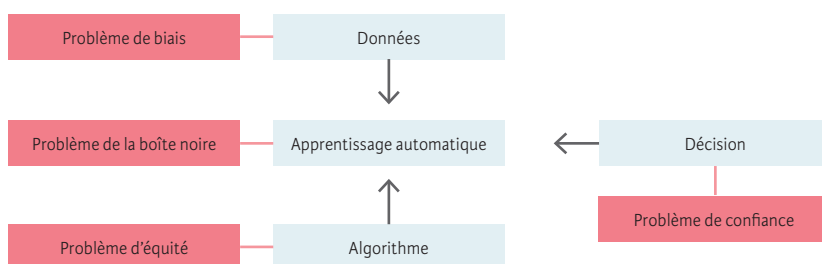 Problème de biais
Données
Problème de la boîte noire
Apprentissage automatique
Décision
Problème de confiance
Problème d'équité
Algorithme